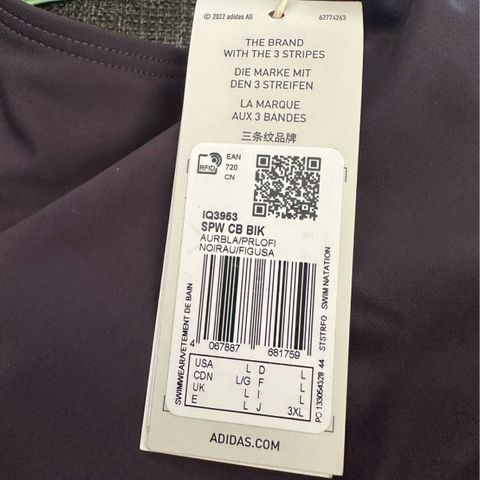 © 2022 adidas AG
62774263
THE BRAND
WITH THE 3 STRIPES
DIE MARKE MIT
DEN 3 STREIFEN
LA MARQUE
AUX 3 BANDES
三条纹品牌
RFID
EAN
720
CN
IQ3953
SPW CB BIK
AURBLA/PRLOFI
NOIRAU/FIGUSA
SWIMWEAR/VETEMENT DE BAIN
4 067887 681759
PO 133054328 44 STSTRFQ SWIM NATATION
USA L D L
CDN L/G F L
UK L I L
E L J 3XL
ADIDAS.COM